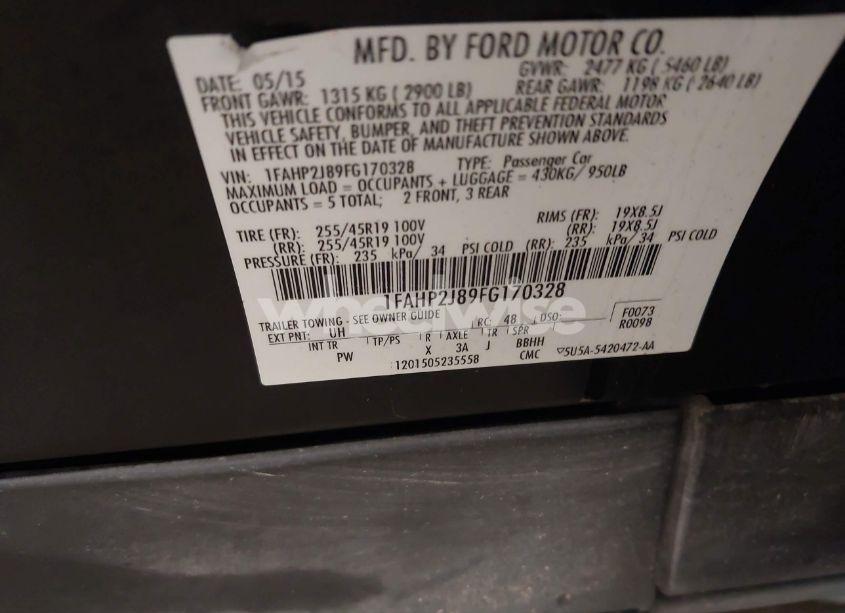 MFD. BY FORD MOTOR CO.
DATE: 05/15 GVWR: 2477 KG ( 5460 LB)
FRONT GAWR: 1315 KG ( 2900 LB) REAR GAWR: 1198 KG ( 2640 LB)
THIS VEHICLE CONFORMS TO ALL APPLICABLE FEDERAL MOTOR
VEHICLE SAFETY, BUMPER, AND THEFT PREVENTION STANDARDS
IN EFFECT ON THE DATE OF MANUFACTURE SHOWN ABOVE.
VIN: 1FAHP2J89FG170328 TYPE: Passenger Car
MAXIMUM LOAD = OCCUPANTS + LUGGAGE = 430KG/ 950LB
OCCUPANTS = 5 TOTAL; 2 FRONT, 3 REAR
TIRE (FR): 255/45R19 100V RIMS (FR): 19X8.5J
(RR): 255/45R19 100V (RR): 19X8.5J
PRESSURE (FR): 235 kPa/ 34 PSI COLD (RR): 235 kPa/ 34 PSI COLD
1FAHP2J89FG170328
wheelwise
TRAILER TOWING - SEE OWNER GUIDE RC: 48 DSO: F0073
EXT PNT: UH R0098
INT TR TP/PS R AXLE TR SPR
PW X 3A J BBHH
1201505235558 CMC 5U5A-5420472-AA